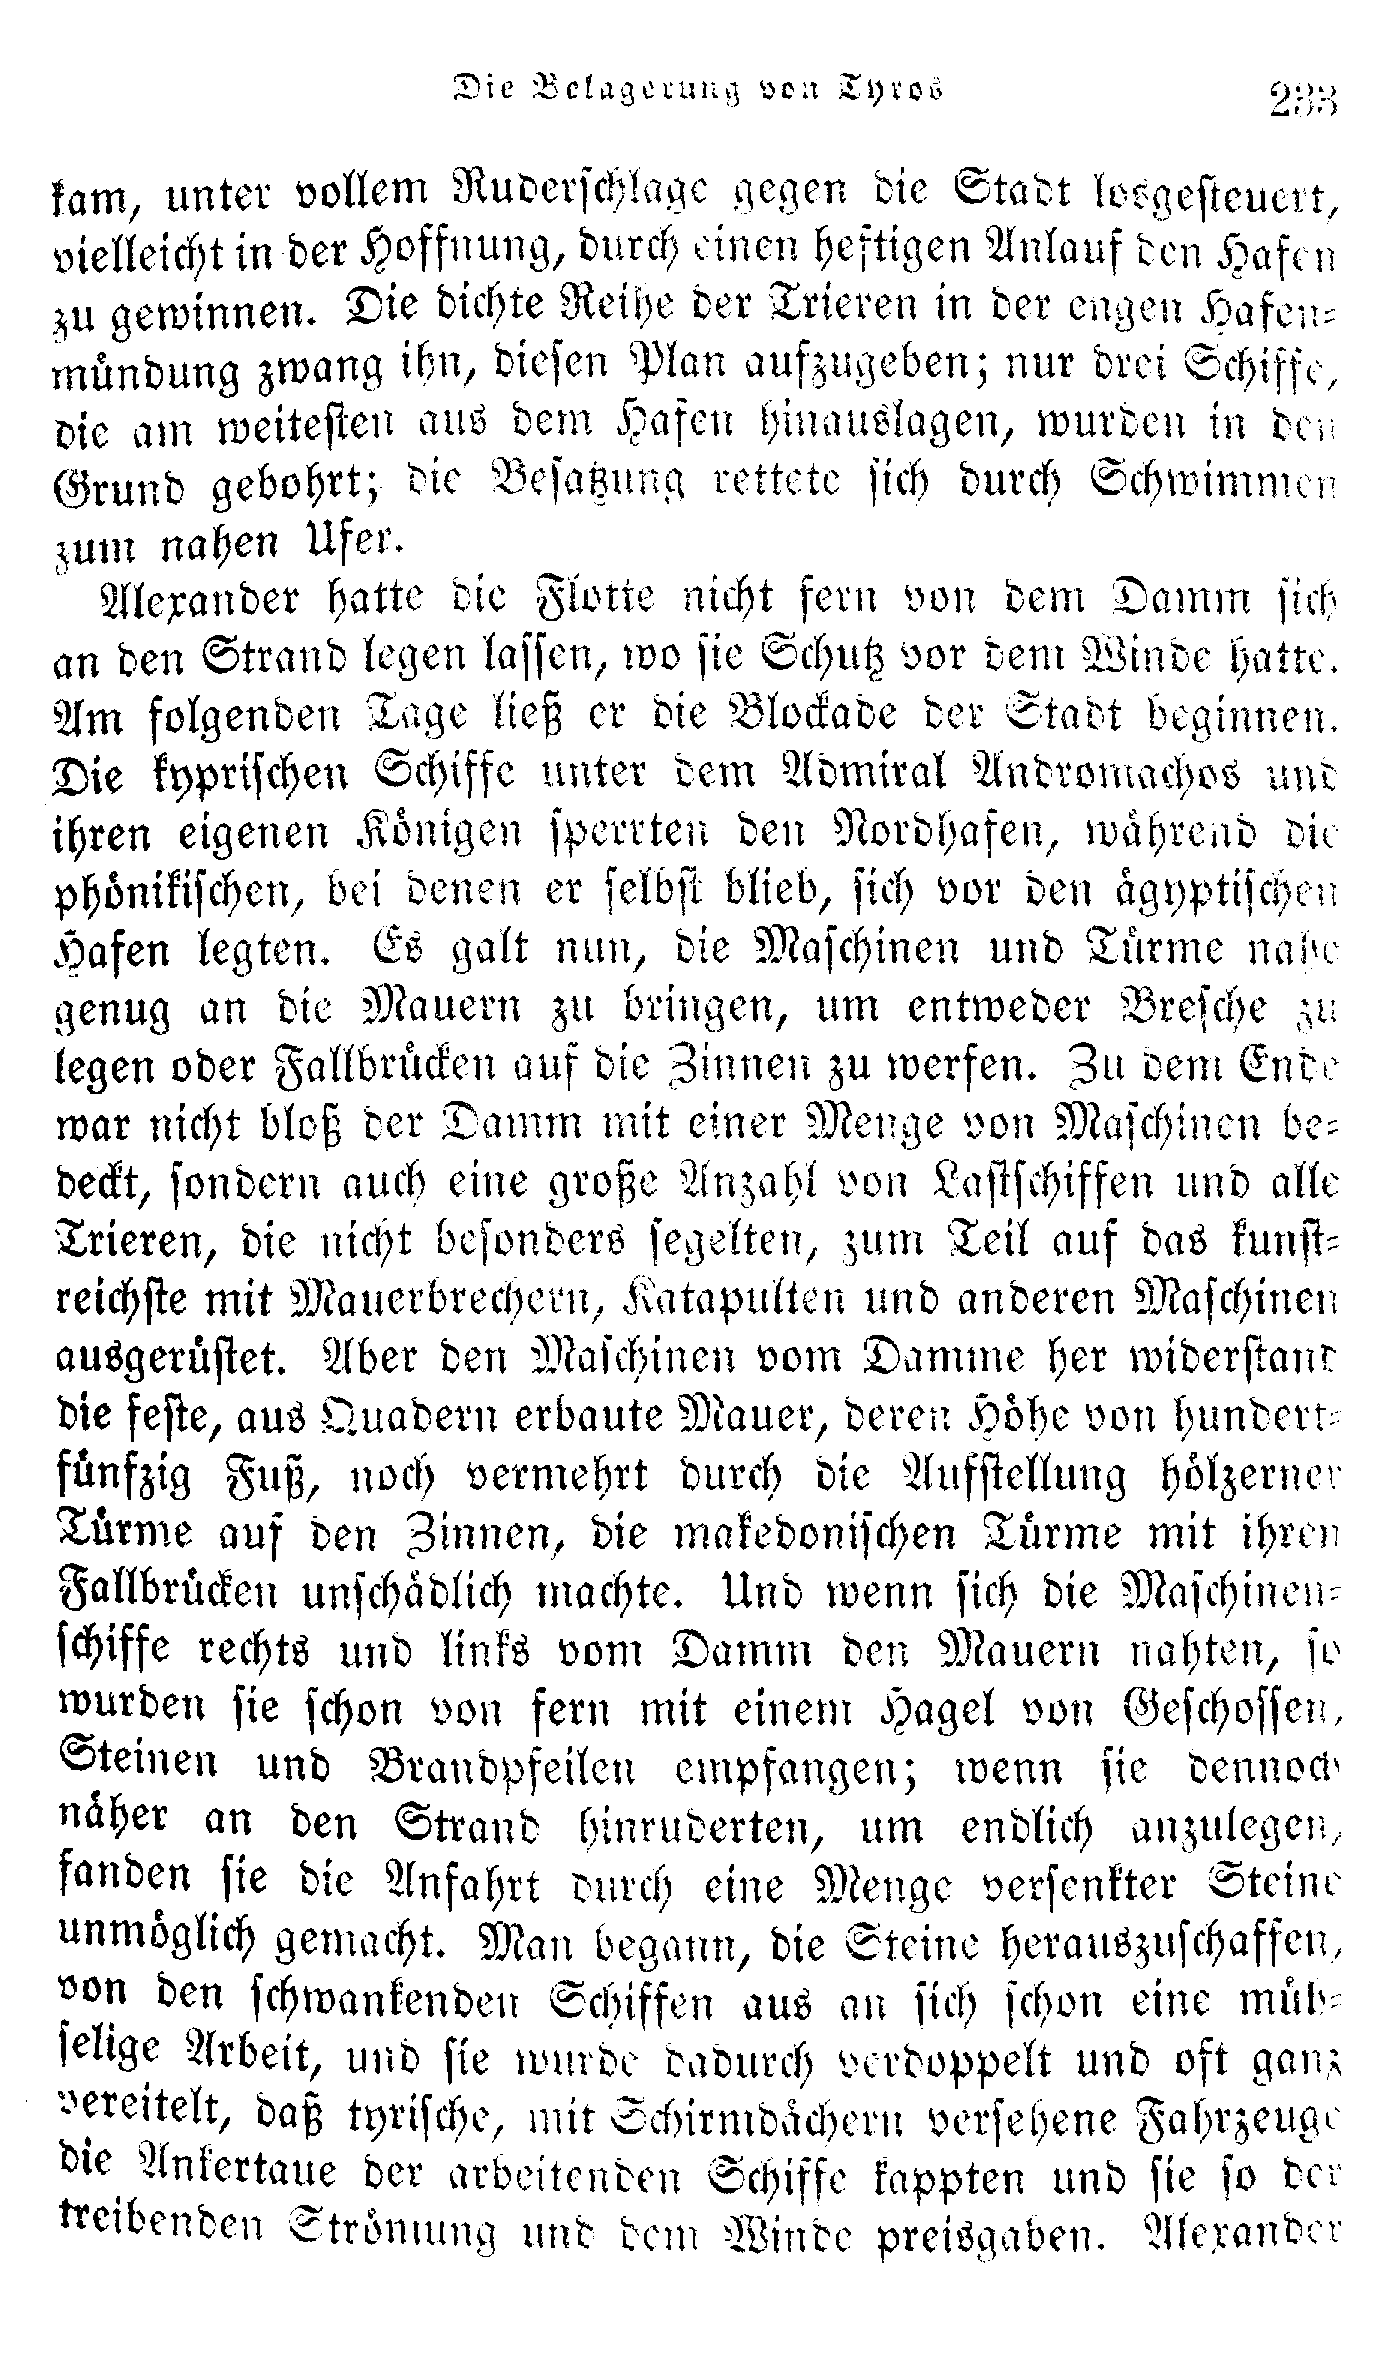 Die Belagerung von Tyros 233
kam, unter vollem Ruderschlage gegen die Stadt losgesteuert,
vielleicht in der Hoffnung, durch einen heftigen Anlauf den Hafen
zu gewinnen. Die dichte Reihe der Trieren in der engen Hafen-
mündung zwang ihn, diesen Plan aufzugeben; nur drei Schiffe,
die am weitesten aus dem Hafen hinauslagen, wurden in den
Grund gebohrt; die Besatzung rettete sich durch Schwimmen
zum nahen Ufer.
Alexander hatte die Flotte nicht fern von dem Damm sich
an den Strand legen lassen, wo sie Schutz vor dem Winde hatte.
Am folgenden Tage ließ er die Blockade der Stadt beginnen.
Die kyprischen Schiffe unter dem Admiral Andromachos und
ihren eigenen Königen sperrten den Nordhafen, während die
phönikischen, bei denen er selbst blieb, sich vor den ägyptischen
Hafen legten. Es galt nun, die Maschinen und Türme nahe
genug an die Mauern zu bringen, um entweder Bresche zu
legen oder Fallbrücken auf die Zinnen zu werfen. Zu dem Ende
war nicht bloß der Damm mit einer Menge von Maschinen be-
deckt, sondern auch eine große Anzahl von Lastschiffen und alle
Trieren, die nicht besonders segelten, zum Teil auf das kunst-
reichste mit Mauerbrechern, Katapulten und anderen Maschinen
ausgerüstet. Aber den Maschinen vom Damme her widerstand
die feste, aus Quadern erbaute Mauer, deren Höhe von hundert-
fünfzig Fuß, noch vermehrt durch die Aufstellung hölzerner
Türme auf den Zinnen, die makedonischen Türme mit ihren
Fallbrücken unschädlich machte. Und wenn sich die Maschinen-
schiffe rechts und links vom Damm den Mauern nahten, so
wurden sie schon von fern mit einem Hagel von Geschossen,
Steinen und Brandpfeilen empfangen; wenn sie dennoch
näher an den Strand hinruderten, um endlich anzulegen,
fanden sie die Anfahrt durch eine Menge versenkter Steine
unmöglich gemacht. Man begann, die Steine herauszuschaffen,
von den schwankenden Schiffen aus an sich schon eine müh-
selige Arbeit, und sie wurde dadurch verdoppelt und oft ganz
vereitelt, daß tyrische, mit Schirmdächern versehene Fahrzeuge
die Ankertaue der arbeitenden Schiffe kappten und sie so der
treibenden Strömung und dem Winde preisgaben. Alexander